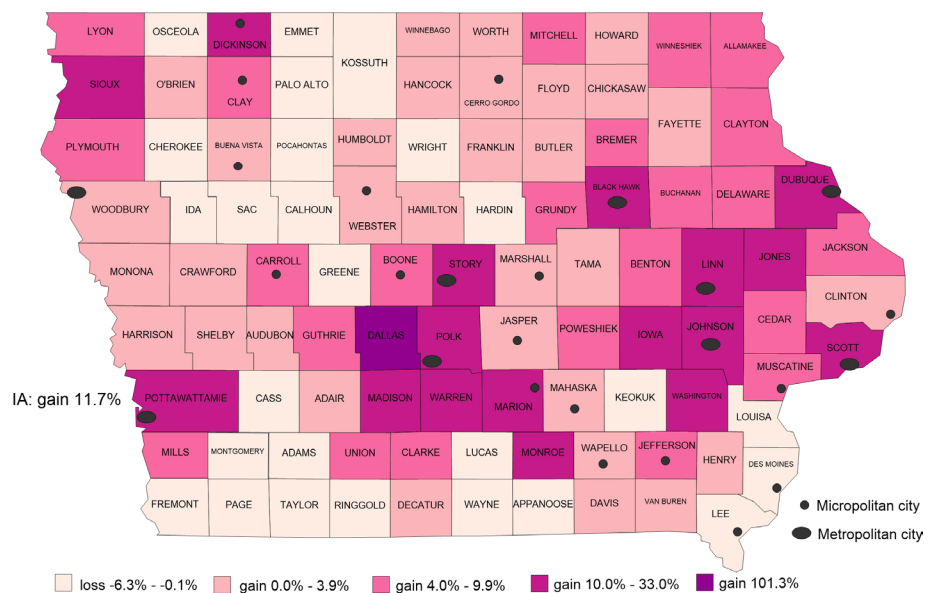 LYON OSCEOLA DICKINSON EMMET KOSSUTH WINNEBAGO WORTH MITCHELL HOWARD WINNESHIEK ALLAMAKEE
SIOUX O'BRIEN CLAY PALO ALTO HANCOCK CERRO GORDO FLOYD CHICKASAW FAYETTE CLAYTON
PLYMOUTH CHEROKEE BUENA VISTA POCAHONTAS HUMBOLDT WRIGHT FRANKLIN BUTLER BREMER
WOODBURY IDA SAC CALHOUN WEBSTER HAMILTON HARDIN GRUNDY BLACK HAWK BUCHANAN DELAWARE DUBUQUE
MONONA CRAWFORD CARROLL GREENE BOONE STORY MARSHALL TAMA BENTON LINN JONES JACKSON
CLINTON
HARRISON SHELBY AUDUBON GUTHRIE DALLAS POLK JASPER POWESHIEK IOWA JOHNSON CEDAR SCOTT
MUSCATINE
IA: gain 11.7%
POTTAWATTAMIE CASS ADAIR MADISON WARREN MARION MAHASKA KEOKUK WASHINGTON LOUISA
MILLS MONTGOMERY ADAMS UNION CLARKE LUCAS MONROE WAPELLO JEFFERSON HENRY DES MOINES
FREMONT PAGE TAYLOR RINGGOLD DECATUR WAYNE APPANOOSE DAVIS VAN BUREN LEE
Micropolitan city
Metropolitan city
loss -6.3% - -0.1% gain 0.0% - 3.9% gain 4.0% - 9.9% gain 10.0% - 33.0% gain 101.3%